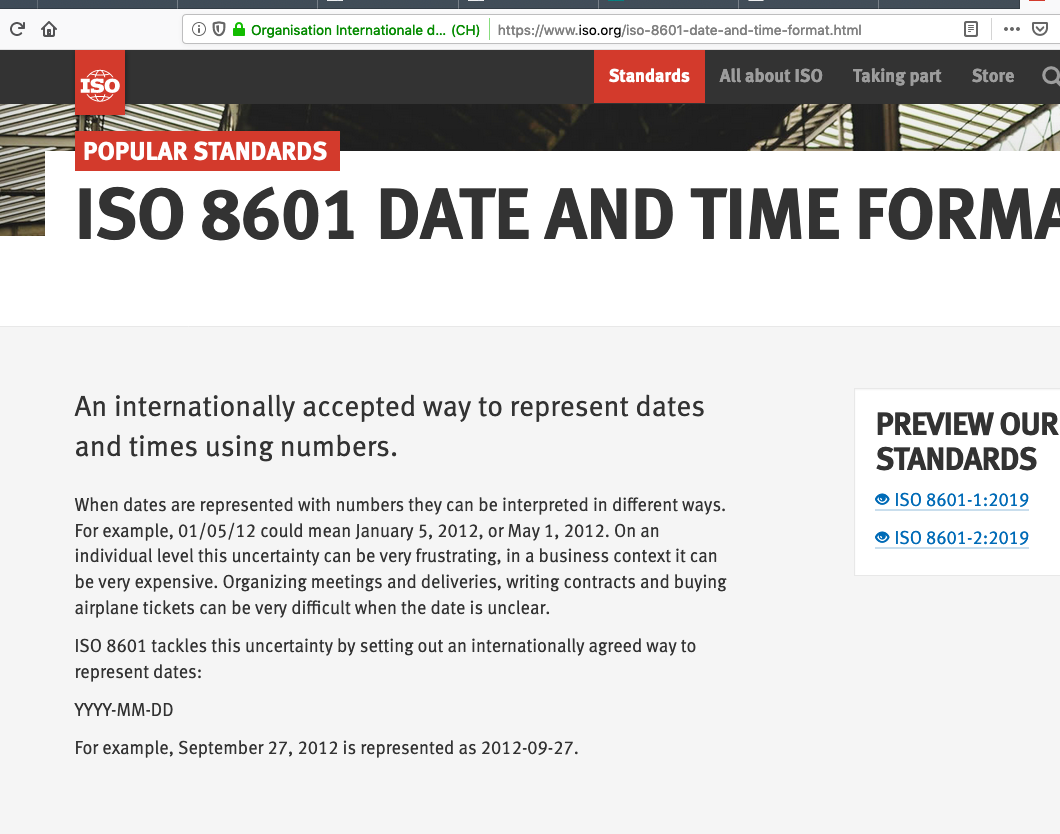 Organisation Internationale d... (CH) https://www.iso.org/iso-8601-date-and-time-format.html
ISO
Standards All about ISO Taking part Store
POPULAR STANDARDS
ISO 8601 DATE AND TIME FORMA
An internationally accepted way to represent dates
and times using numbers.
When dates are represented with numbers they can be interpreted in different ways.
For example, 01/05/12 could mean January 5, 2012, or May 1, 2012. On an
individual level this uncertainty can be very frustrating, in a business context it can
be very expensive. Organizing meetings and deliveries, writing contracts and buying
airplane tickets can be very difficult when the date is unclear.
ISO 8601 tackles this uncertainty by setting out an internationally agreed way to
represent dates:
YYYY-MM-DD
For example, September 27, 2012 is represented as 2012-09-27.
PREVIEW OUR
STANDARDS
ISO 8601-1:2019
ISO 8601-2:2019